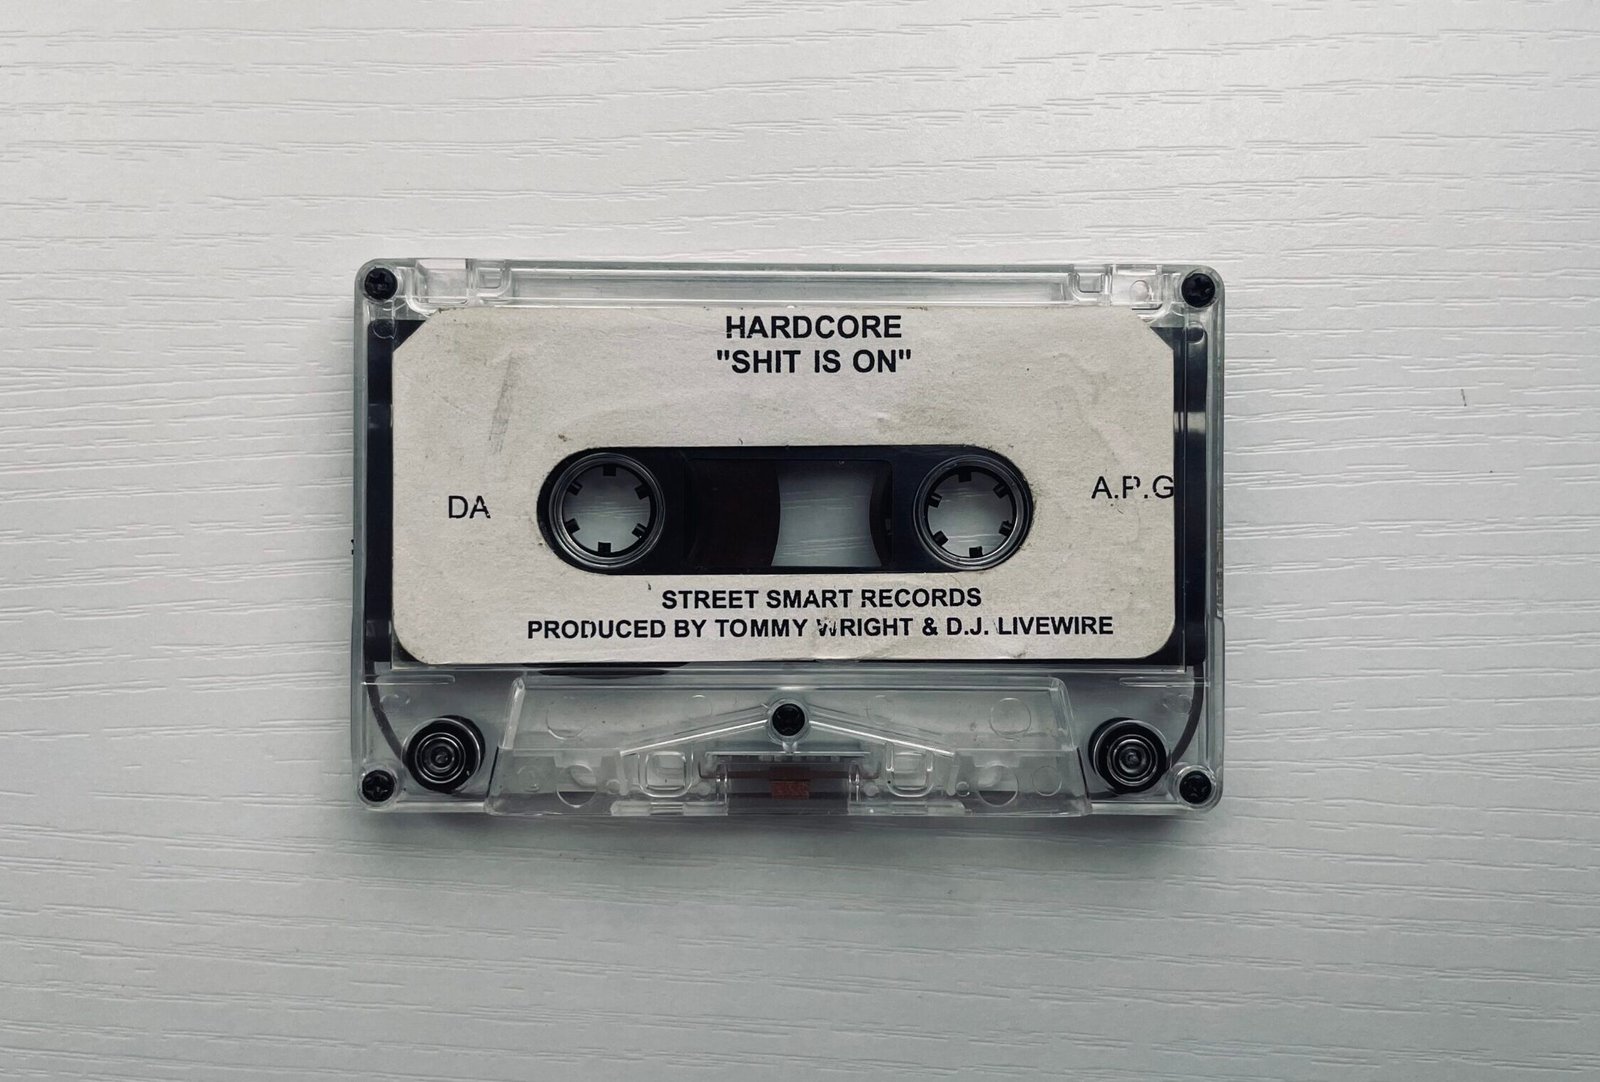 HARDCORE
"SHIT IS ON"
DA
A.P.G
STREET SMART RECORDS
PRODUCED BY TOMMY WRIGHT & D.J. LIVEWIRE